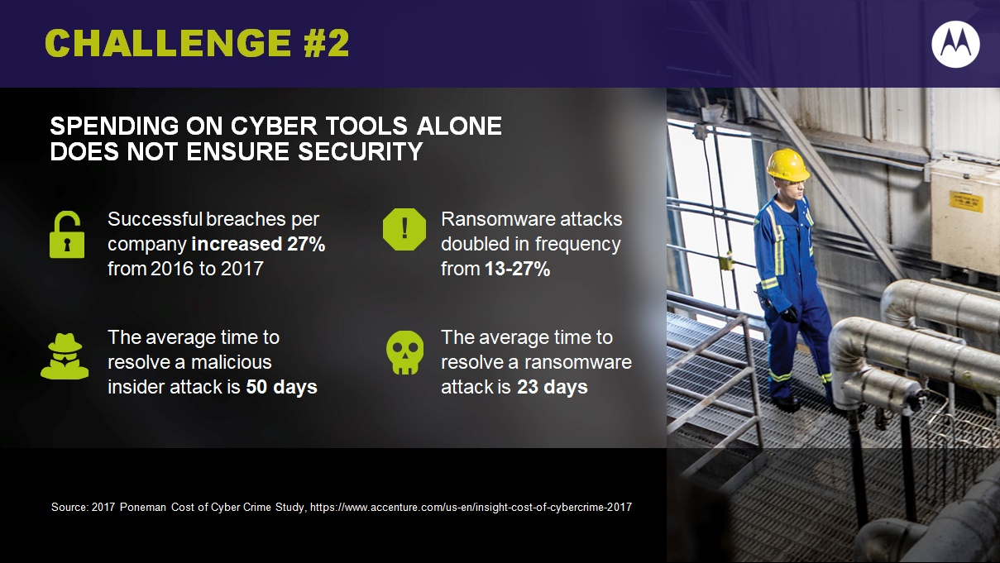 CHALLENGE #2
SPENDING ON CYBER TOOLS ALONE
DOES NOT ENSURE SECURITY
Successful breaches per
company increased 27%
from 2016 to 2017
Ransomware attacks
doubled in frequency
from 13-27%
The average time to
resolve a malicious
insider attack is 50 days
The average time to
resolve a ransomware
attack is 23 days
Source: 2017 Poneman Cost of Cyber Crime Study, https://www.accenture.com/us-en/insight-cost-of-cybercrime-2017